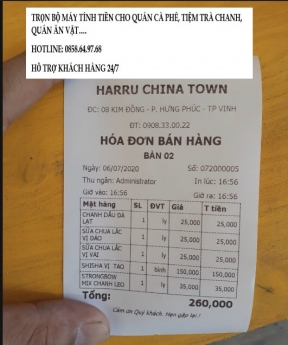 TRỌN BỘ MÁY TÍNH TIỀN CHO QUÁN CÀ PHÊ, TIỆM TRÀ CHANH,
QUÁN ĂN VẶT....
HOTLINE: 0858.64.97.68
HỖ TRỢ KHÁCH HÀNG 24/7
HARRU CHINA TOWN
ĐC: 08 KIM ĐỒNG - P. HƯNG PHÚC - TP VINH
ĐT: 0908.33.00.22
HÓA ĐƠN BÁN HÀNG
BÀN 02
Ngày: 06/07/2020 Số: 072000005
Thu ngân: Administrator In lúc: 16:56
Giờ vào: 16:56 Giờ ra: 16:56
Mặt hàng SL ĐVT Giá T tiền
CHANH DÂU ĐÀ
LẠT 1 ly 25,000 25,000
SỮA CHUA LẮC
VỊ DÂO 1 ly 25,000 25,000
SỮA CHUA LẮC
VỊ VẢI 1 ly 25,000 25,000
SHISHA VỊ TÁO 1 bình 150,000 150,000
STRONGBOW
MIX CHANH LEO 1 ly 35,000 35,000
Tổng: 260,000
Cảm ơn Quý khách. Hẹn gặp lại !